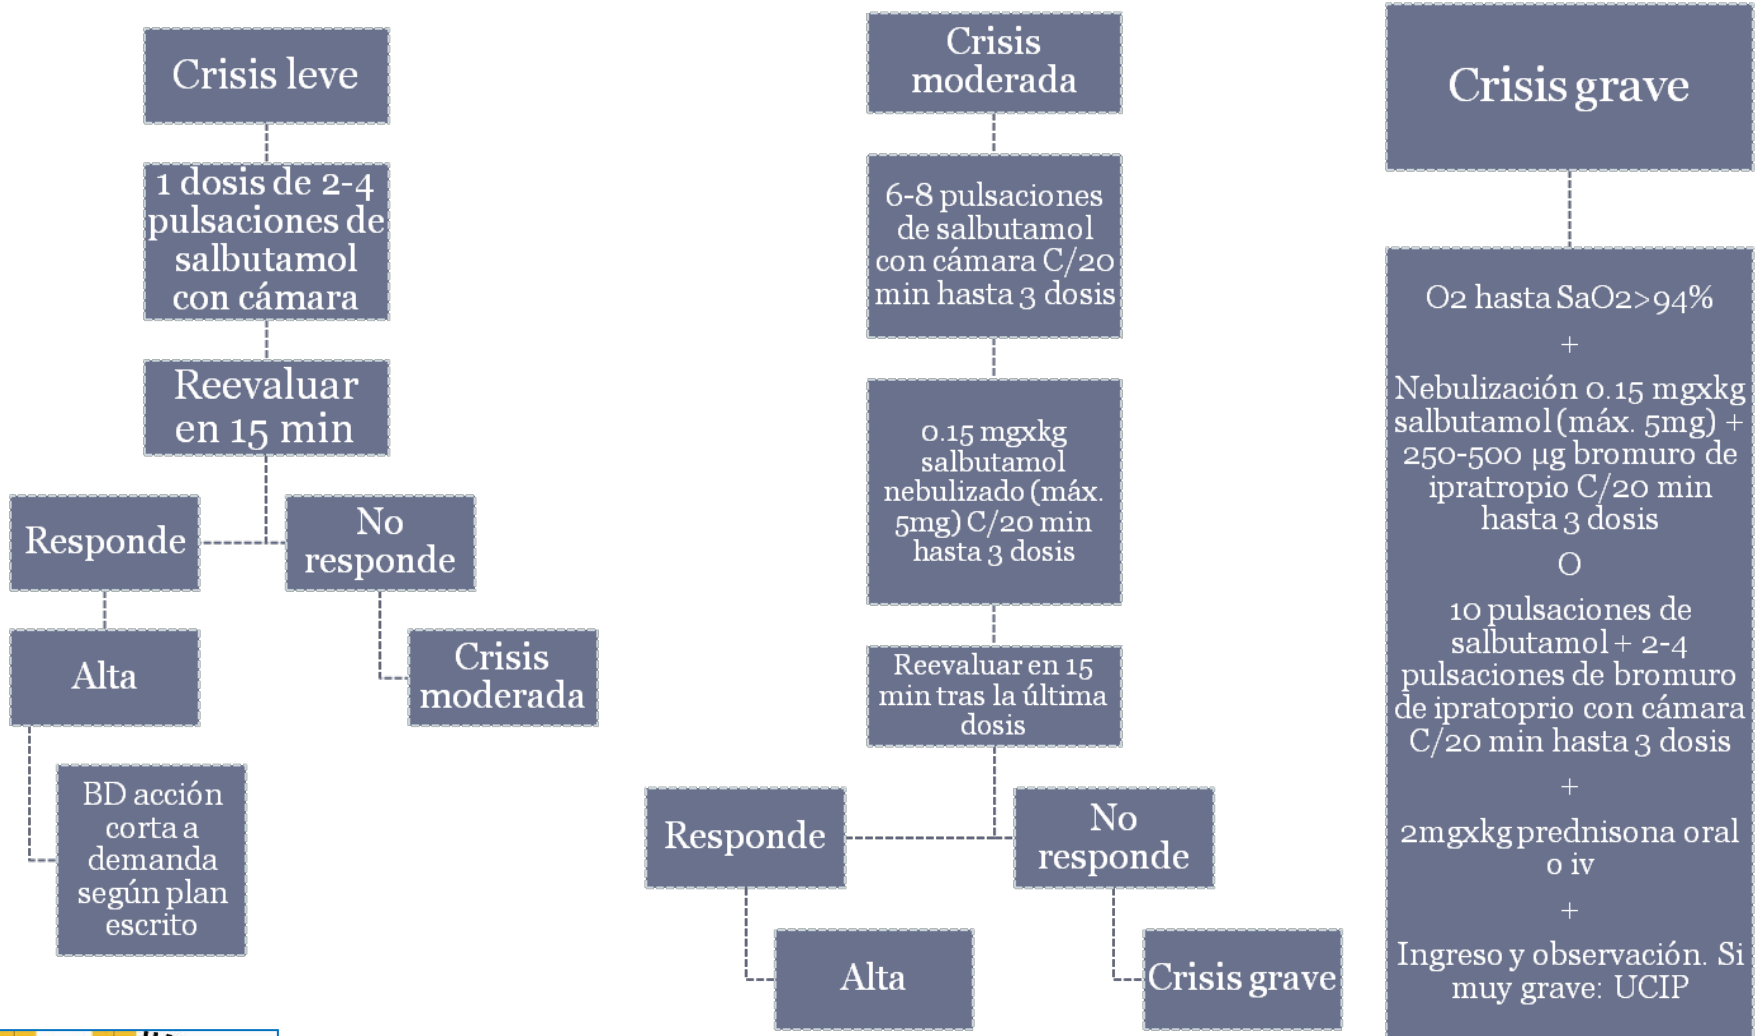 Crisis leve
1 dosis de 2-4
pulsaciones de
salbutamol
con cámara
Reevaluar
en 15 min
Responde
No
responde
Alta
Crisis
moderada
BD acción
corta a
demanda
según plan
escrito
Crisis
moderada
6-8 pulsaciones
de salbutamol
con cámara C/20
min hasta 3 dosis
0.15 mgxkg
salbutamol
nebulizado (máx.
5mg) C/20 min
hasta 3 dosis
Reevaluar en 15
min tras la última
dosis
Responde
No
responde
Alta
Crisis grave
Crisis grave
O2 hasta SaO2>94%
+
Nebulización 0.15 mgxkg
salbutamol (máx. 5mg) +
250-500 µg bromuro de
ipratropio C/20 min
hasta 3 dosis
O
10 pulsaciones de
salbutamol + 2-4
pulsaciones de bromuro
de ipratoprio con cámara
C/20 min hasta 3 dosis
+
2mgxkg prednisona oral
o iv
+
Ingreso y observación. Si
muy grave: UCIP